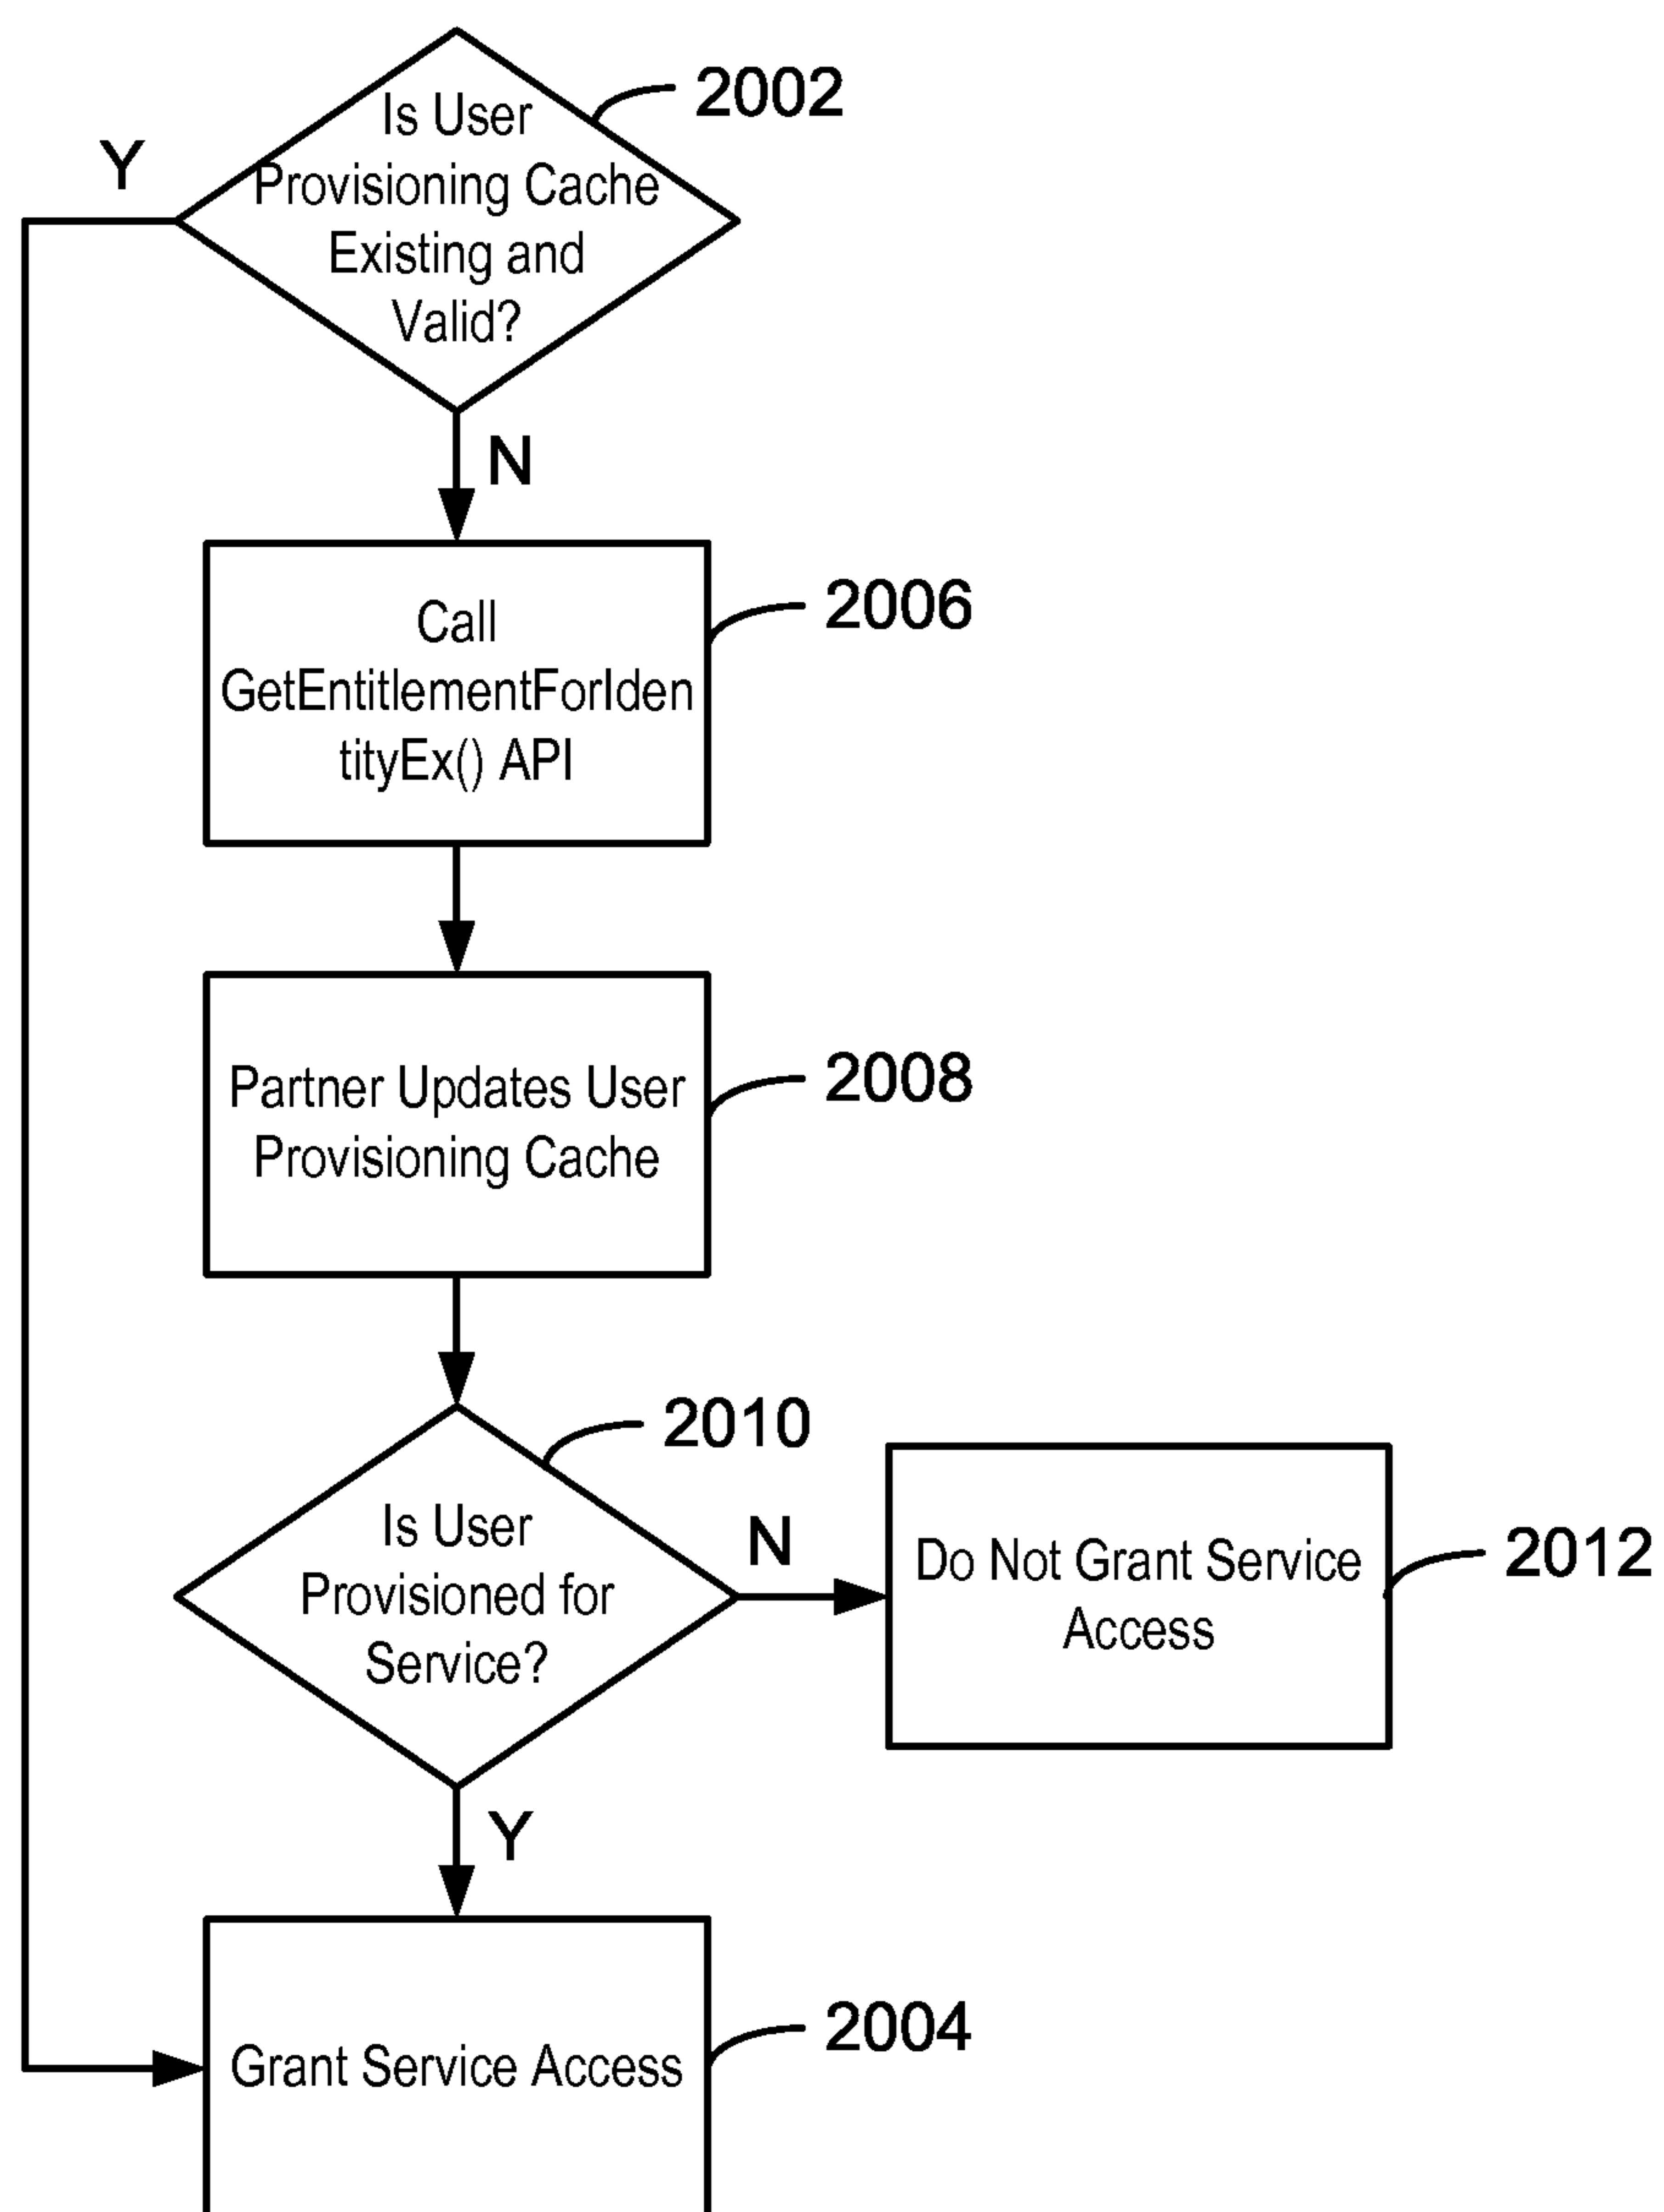 Is User
Provisioning Cache
Existing and
Valid?
2002
Y
N
Call
GetEntitlementForIden
tityEx() API
2006
Partner Updates User
Provisioning Cache
2008
Is User
Provisioned for
Service?
2010
N
Do Not Grant Service
Access
2012
Y
Grant Service Access
2004